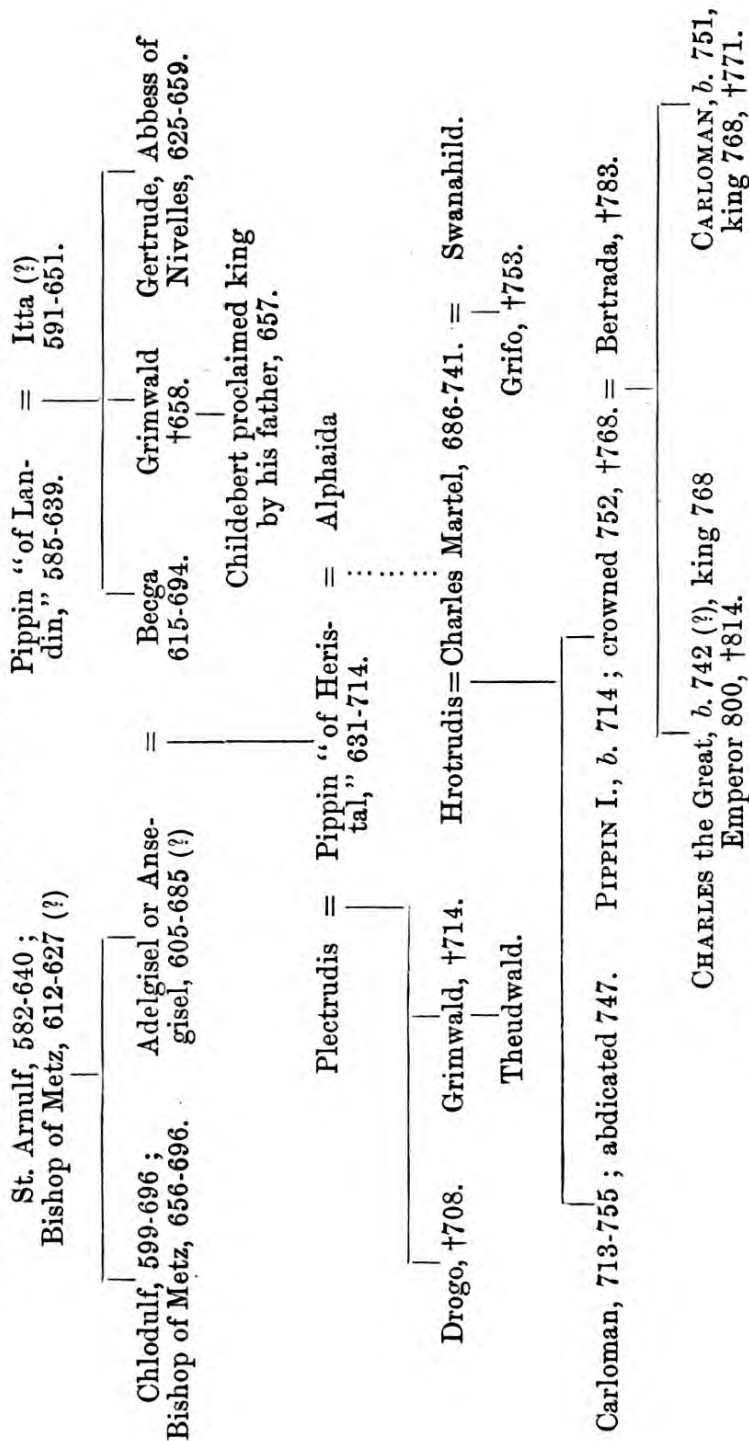 St. Arnulf, 582-640 ;
Bishop of Metz, 612-627 (?)
Pippin “of Lan-
din,” 585-639.
=
Itta (?)
591-651.
Chlodulf, 599-696 ;
Bishop of Metz, 656-696.
Adelgisel or Anse-
gisel, 605-685 (?)
=
Becga
615-694.
Grimwald
†658.
Gertrude, Abbess of
Nivelles, 625-659.
Childebert proclaimed king
by his father, 657.
Plectrudis
=
Pippin “of Heris-
tal,” 631-714.
=
Alphaida
Drogo, †708.
Grimwald, †714.
Hrotrudis=Charles Martel, 686-741. = Swanahild.
Theudwald.
Grifo, †753.
Carloman, 713-755 ; abdicated 747.
PIPPIN I., b. 714 ; crowned 752, †768. = Bertrada, †783.
CHARLES the Great, b. 742 (?), king 768
Emperor 800, †814.
CARLOMAN, b. 751,
king 768, †771.